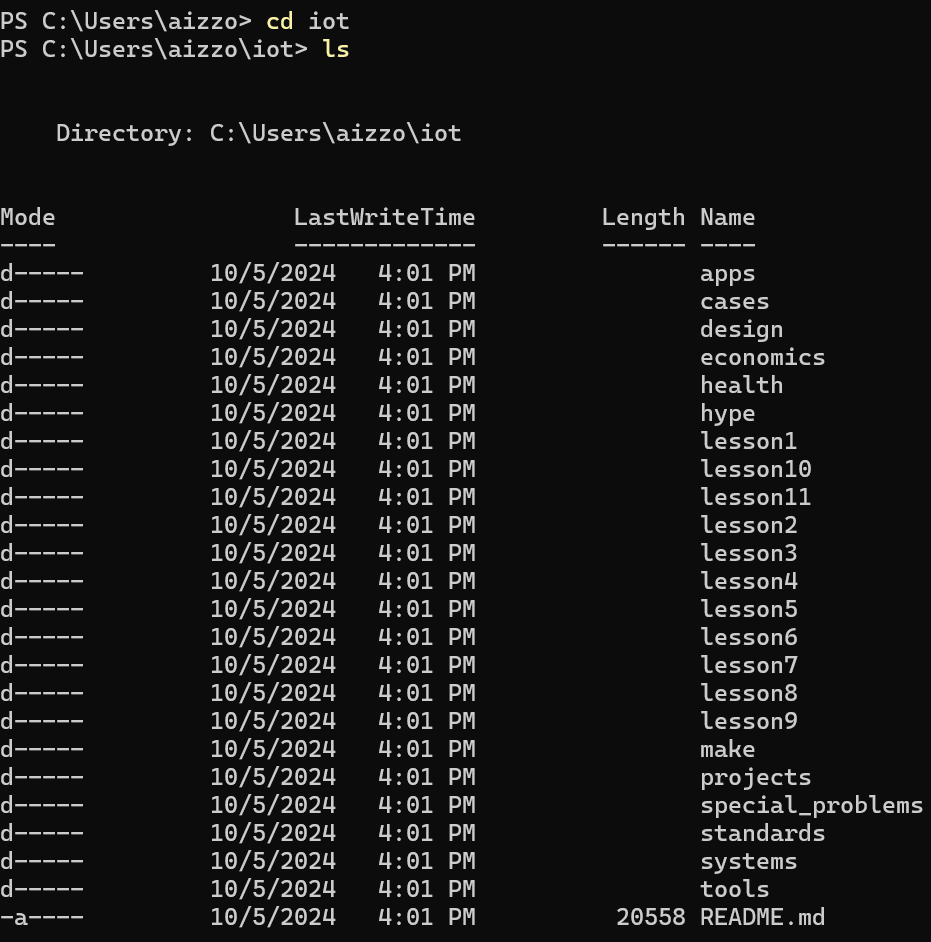 PS C:\Users\aizzo> cd iot
PS C:\Users\aizzo\iot> ls
    Directory: C:\Users\aizzo\iot
Mode                 LastWriteTime         Length Name
----                 -------------         ------ ----
d-----         10/5/2024   4:01 PM                apps
d-----         10/5/2024   4:01 PM                cases
d-----         10/5/2024   4:01 PM                design
d-----         10/5/2024   4:01 PM                economics
d-----         10/5/2024   4:01 PM                health
d-----         10/5/2024   4:01 PM                hype
d-----         10/5/2024   4:01 PM                lesson1
d-----         10/5/2024   4:01 PM                lesson10
d-----         10/5/2024   4:01 PM                lesson11
d-----         10/5/2024   4:01 PM                lesson2
d-----         10/5/2024   4:01 PM                lesson3
d-----         10/5/2024   4:01 PM                lesson4
d-----         10/5/2024   4:01 PM                lesson5
d-----         10/5/2024   4:01 PM                lesson6
d-----         10/5/2024   4:01 PM                lesson7
d-----         10/5/2024   4:01 PM                lesson8
d-----         10/5/2024   4:01 PM                lesson9
d-----         10/5/2024   4:01 PM                make
d-----         10/5/2024   4:01 PM                projects
d-----         10/5/2024   4:01 PM                special_problems
d-----         10/5/2024   4:01 PM                standards
d-----         10/5/2024   4:01 PM                systems
d-----         10/5/2024   4:01 PM                tools
-a----         10/5/2024   4:01 PM          20558 README.md